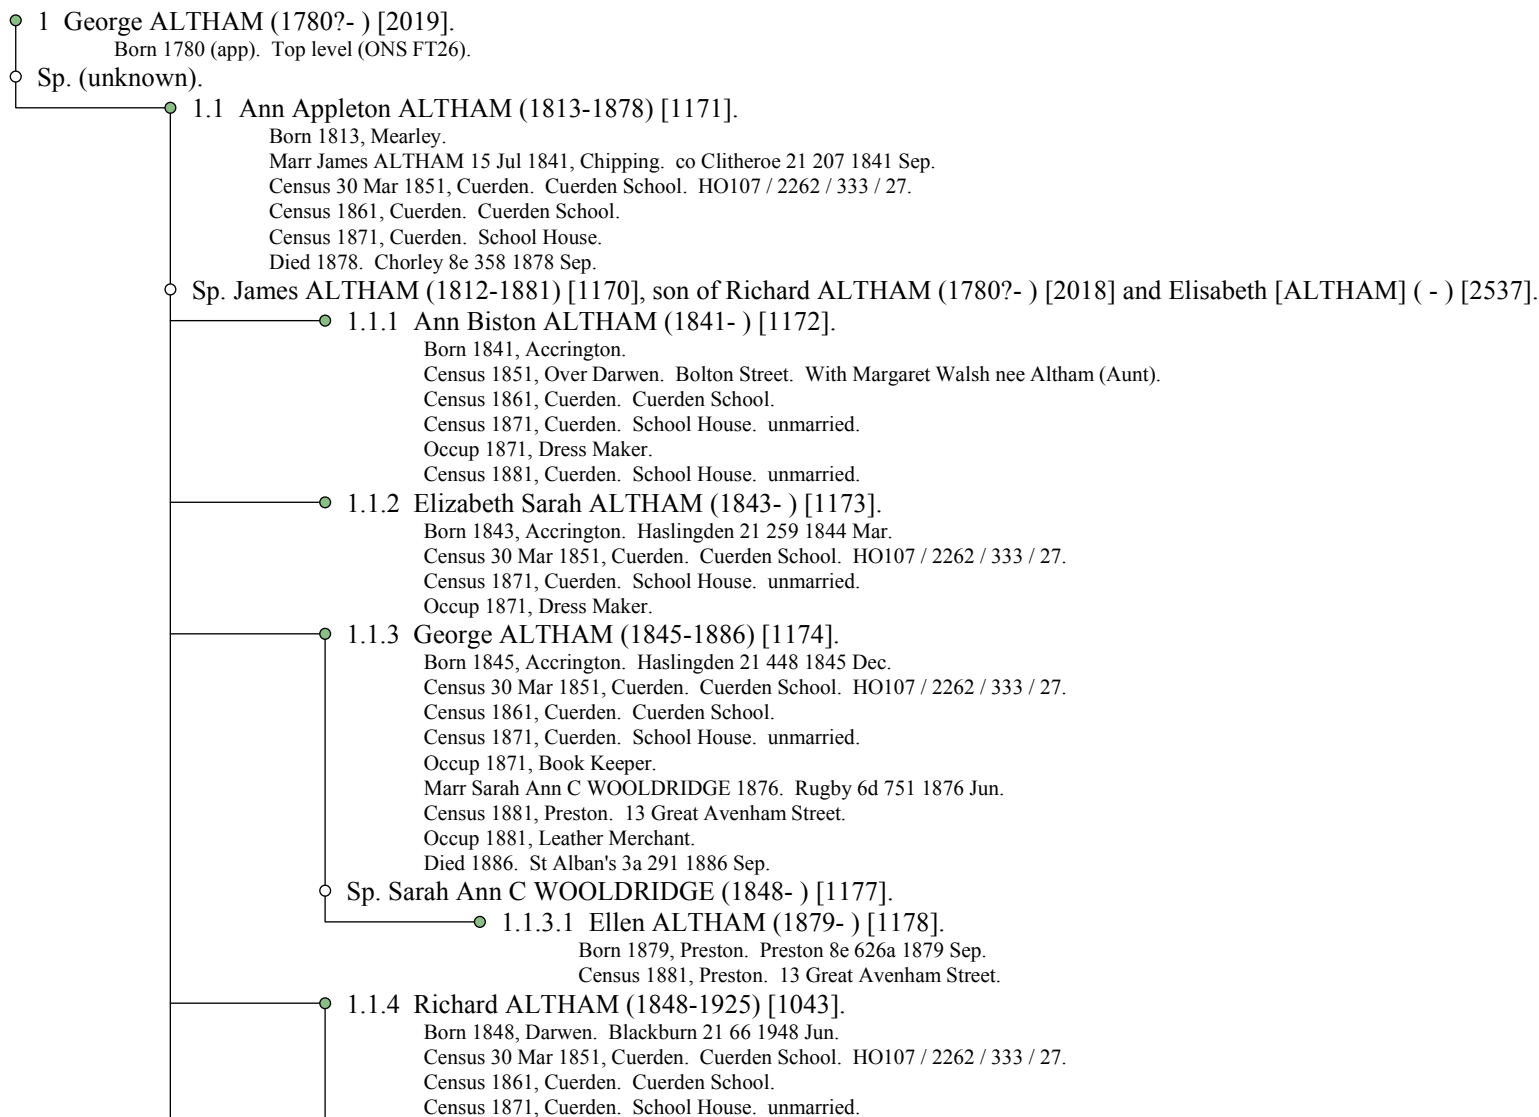 1 George ALTHAM (1780?- ) [2019].
Born 1780 (app). Top level (ONS FT26).
Sp. (unknown).
1.1 Ann Appleton ALTHAM (1813-1878) [1171].
Born 1813, Mearley.
Marr James ALTHAM 15 Jul 1841, Chipping. co Clitheroe 21 207 1841 Sep.
Census 30 Mar 1851, Cuerden. Cuerden School. HO107 / 2262 / 333 / 27.
Census 1861, Cuerden. Cuerden School.
Census 1871, Cuerden. School House.
Died 1878. Chorley 8e 358 1878 Sep.
Sp. James ALTHAM (1812-1881) [1170], son of Richard ALTHAM (1780?- ) [2018] and Elisabeth [ALTHAM] ( - ) [2537].
1.1.1 Ann Biston ALTHAM (1841- ) [1172].
Born 1841, Accrington.
Census 1851, Over Darwen. Bolton Street. With Margaret Walsh nee Altham (Aunt).
Census 1861, Cuerden. Cuerden School.
Census 1871, Cuerden. School House. unmarried.
Occup 1871, Dress Maker.
Census 1881, Cuerden. School House. unmarried.
1.1.2 Elizabeth Sarah ALTHAM (1843- ) [1173].
Born 1843, Accrington. Haslingden 21 259 1844 Mar.
Census 30 Mar 1851, Cuerden. Cuerden School. HO107 / 2262 / 333 / 27.
Census 1871, Cuerden. School House. unmarried.
Occup 1871, Dress Maker.
1.1.3 George ALTHAM (1845-1886) [1174].
Born 1845, Accrington. Haslingden 21 448 1845 Dec.
Census 30 Mar 1851, Cuerden. Cuerden School. HO107 / 2262 / 333 / 27.
Census 1861, Cuerden. Cuerden School.
Census 1871, Cuerden. School House. unmarried.
Occup 1871, Book Keeper.
Marr Sarah Ann C WOOLDRIDGE 1876. Rugby 6d 751 1876 Jun.
Census 1881, Preston. 13 Great Avenham Street.
Occup 1881, Leather Merchant.
Died 1886. St Alban's 3a 291 1886 Sep.
Sp. Sarah Ann C WOOLDRIDGE (1848- ) [1177].
1.1.3.1 Ellen ALTHAM (1879- ) [1178].
Born 1879, Preston. Preston 8e 626a 1879 Sep.
Census 1881, Preston. 13 Great Avenham Street.
1.1.4 Richard ALTHAM (1848-1925) [1043].
Born 1848, Darwen. Blackburn 21 66 1948 Jun.
Census 30 Mar 1851, Cuerden. Cuerden School. HO107 / 2262 / 333 / 27.
Census 1861, Cuerden. Cuerden School.
Census 1871, Cuerden. School House. unmarried.